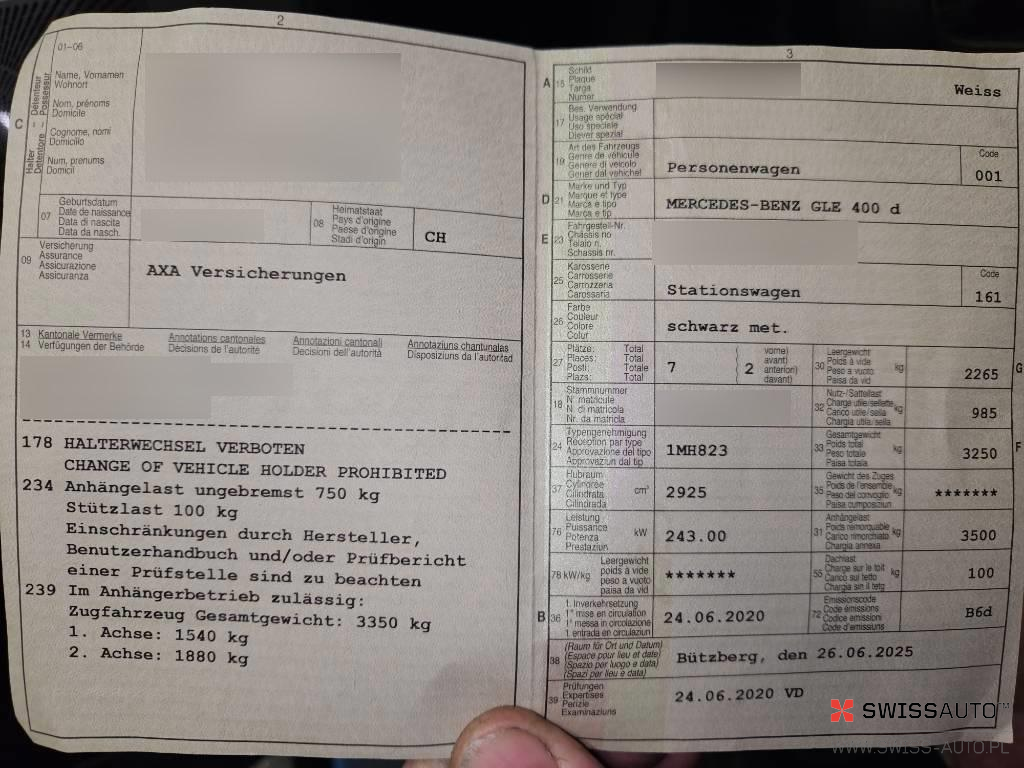 2
01-06
C
Halter – Détenteur
Detentore – Possessur
Name, Vornamen
Wohnort
Nom, prénoms
Domicile
Cognome, nomi
Domicilio
Num, prenums
Domicil
07
Geburtsdatum
Date de naissance
Data di nascita
Data da nasch.
08
Heimatstaat
Pays d'origine
Paese d'origine
Stadi d'origin
CH
09
Versicherung
Assurance
Assicurazione
Assicuranza
AXA Versicherungen
13 Kantonale Vermerke Annotations cantonales Annotazioni cantonali Annotaziuns chantunalas
14 Verfügungen der Behörde Décisions de l'autorité Decisioni dell'autorità Disposiziuns da l'autoritad
178 HALTERWECHSEL VERBOTEN
CHANGE OF VEHICLE HOLDER PROHIBITED
234 Anhängelast ungebremst 750 kg
Stützlast 100 kg
Einschränkungen durch Hersteller,
Benutzerhandbuch und/oder Prüfbericht
einer Prüfstelle sind zu beachten
239 Im Anhängerbetrieb zulässig:
Zugfahrzeug Gesamtgewicht: 3350 kg
1. Achse: 1540 kg
2. Achse: 1880 kg
3
A 15
Schild
Plaque
Targa
Numer
Weiss
17
Bes. Verwendung
Usage spécial
Uso speciale
Diever spezial
19
Art des Fahrzeugs
Genre de véhicule
Genere di veicolo
Gener dal vehichel
Personenwagen
Code
001
D 21
Marke und Typ
Marque et type
Marca e tipo
Marca e tip
MERCEDES-BENZ GLE 400 d
E 23
Fahrgestell-Nr.
Châssis no
Telaio n.
Schassis nr.
25
Karosserie
Carrosserie
Carrozzeria
Carossaria
Stationswagen
Code
161
26
Farbe
Couleur
Colore
Colur
schwarz met.
27
Plätze: Total
Places: Total
Posti: Totale
Plazs: Total
7 2
vorne)
avant)
anteriori)
davant)
30
Leergewicht
Poids à vide
Peso a vuoto
Paisa da vid
kg
2265
G
18
Stammnummer
N° matricule
N. di matricola
Nr. da matricla
32
Nutz-/Sattellast
Charge utile/sellette
Carico utile/sella
Chargia utila/sella
kg
985
24
Typengenehmigung
Réception par type
Approvazione del tipo
Approvaziun dal tip
1MH823
33
Gesamtgewicht
Poids total
Peso totale
Paisa totala
kg
3250
F
37
Hubraum
Cylindrée
Cilindrata
Cilindrada
cm³
2925
35
Gewicht des Zuges
Poids de l'ensemble
Peso del convoglio
Paisa cumposiziun
kg
*******
76
Leistung
Puissance
Potenza
Prestaziun
kW
243.00
31
Anhängelast
Poids remorquable
Carico rimorchiato
Chargia annexa
kg
3500
78 kW/kg
Leergewicht
poids à vide
peso a vuoto
paisa da vid
*******
55
Dachlast
Charge sur le toit
Carico sul tetto
Chargia sin il tetg
kg
100
B 36
1. Inverkehrsetzung
1re mise en circulation
1a messa in circolazione
1. entrada en circulaziun
24.06.2020
72
Emissionscode
Code émissions
Codice emissioni
Code d'emissiuns
B6d
38
(Raum für Ort und Datum)
(Espace pour lieu et date)
(Spazio per luogo e data)
(Spazi per lieu e data)
Bützberg, den 26.06.2025
39
Prüfungen
Expertises
Perizie
Examinaziuns
24.06.2020 VD
SWISSAUTO™
WWW.SWISS-AUTO.PL